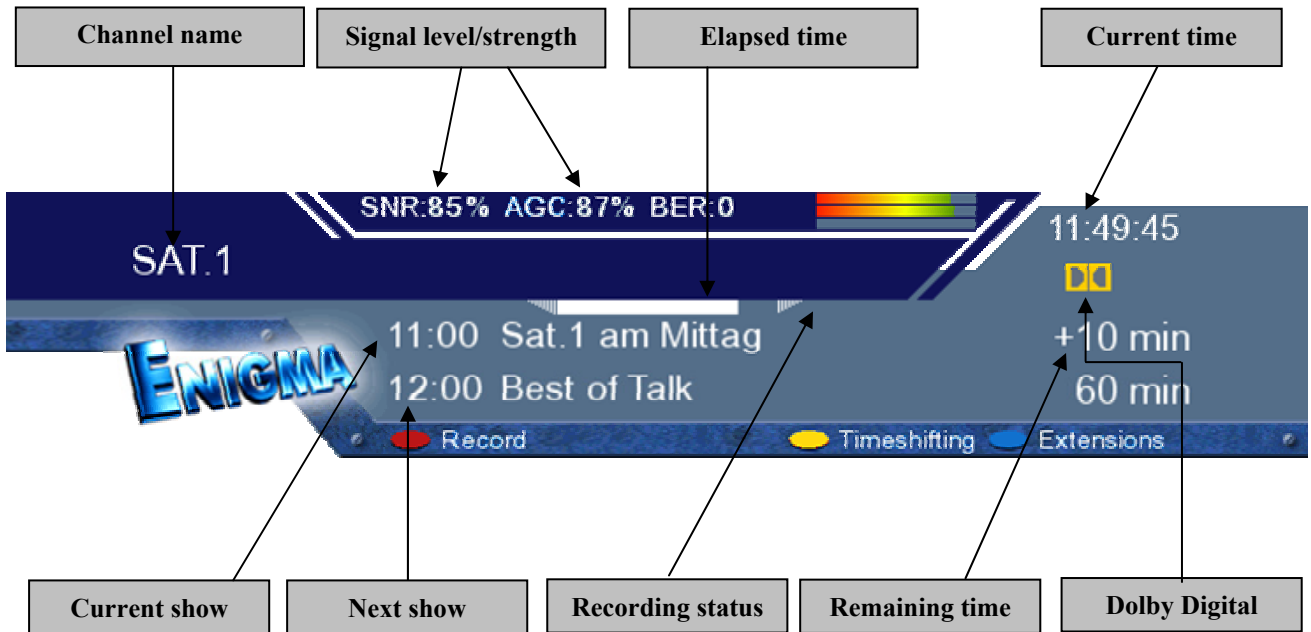 Channel name
Signal level/strength
Elapsed time
Current time
SNR:85% AGC:87% BER:0
11:49:45
SAT.1
11:00 Sat.1 am Mittag +10 min
ENIGMA
12:00 Best of Talk 60 min
Record Timeshifting Extensions
Current show
Next show
Recording status
Remaining time
Dolby Digital